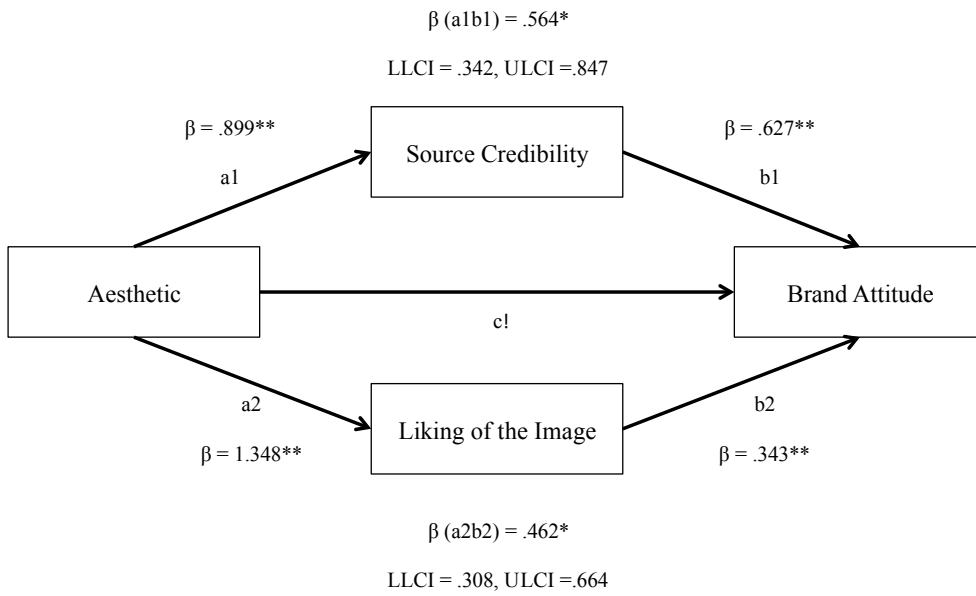 β (a1b1) = .564*
LLCI = .342, ULCI =.847
β = .899**
a1
Source Credibility
β = .627**
b1
Aesthetic
c!
Brand Attitude
a2
β = 1.348**
Liking of the Image
b2
β = .343**
β (a2b2) = .462*
LLCI = .308, ULCI =.664